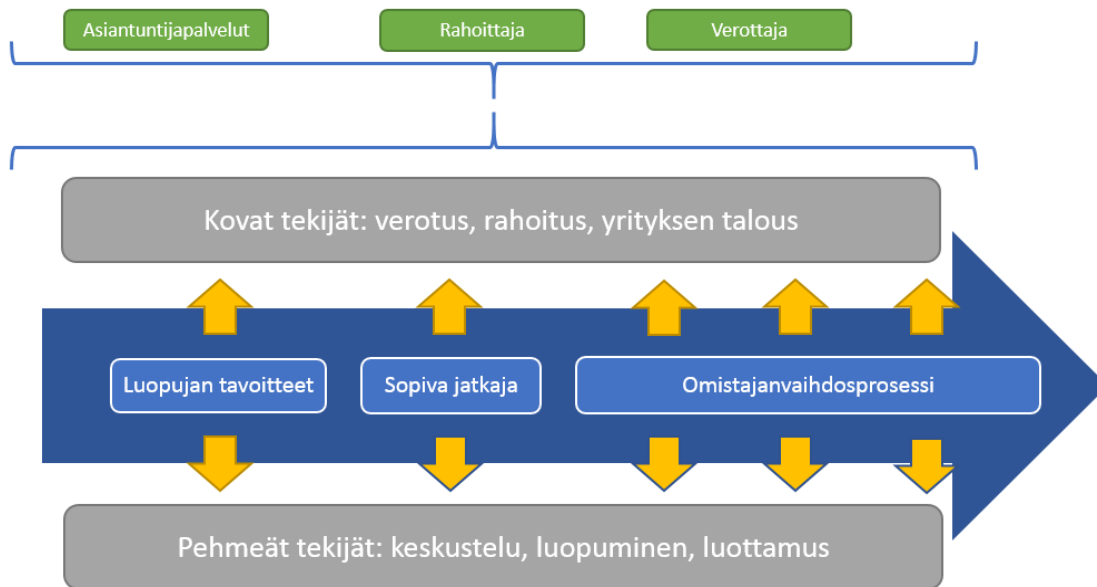 Asiantuntijapalvelut
Rahoittaja
Verottaja
Kovat tekijät: verotus, rahoitus, yrityksen talous
Luopujan tavoitteet
Sopiva jatkaja
Omistajanvaihdosprosessi
Pehmeät tekijät: keskustelu, luopuminen, luottamus